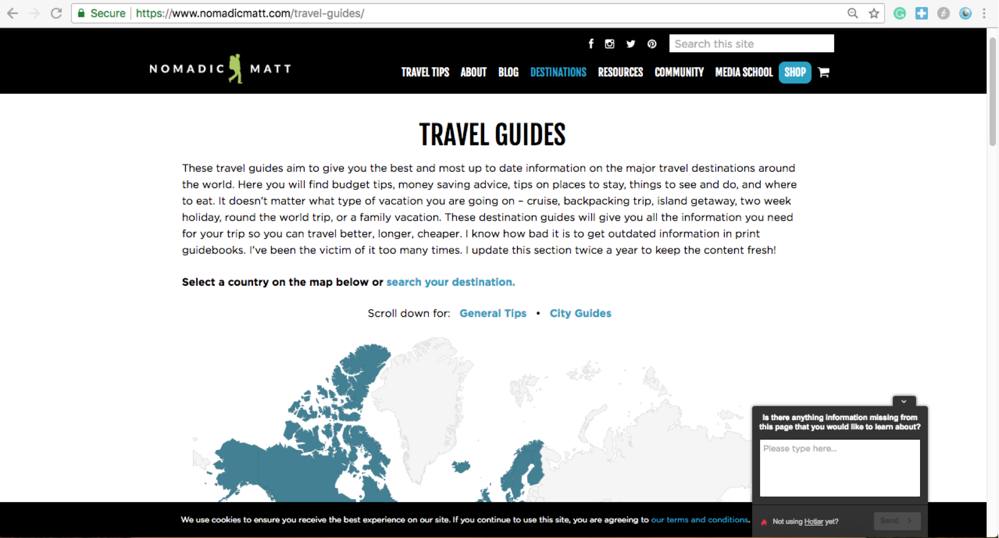 Secure https://www.nomadicmatt.com/travel-guides/
Search this site
NOMADIC MATT
TRAVEL TIPS ABOUT BLOG DESTINATIONS RESOURCES COMMUNITY MEDIA SCHOOL SHOP
TRAVEL GUIDES
These travel guides aim to give you the best and most up to date information on the major travel destinations around
the world. Here you will find budget tips, money saving advice, tips on places to stay, things to see and do, and where
to eat. It doesn't matter what type of vacation you are going on – cruise, backpacking trip, island getaway, two week
holiday, round the world trip, or a family vacation. These destination guides will give you all the information you need
for your trip so you can travel better, longer, cheaper. I know how bad it is to get outdated information in print
guidebooks. I've been the victim of it too many times. I update this section twice a year to keep the content fresh!
Select a country on the map below or search your destination.
Scroll down for: General Tips • City Guides
Is there anything information missing from
this page that you would like to learn about?
Please type here...
Not using Hotjar yet?
Send
We use cookies to ensure you receive the best experience on our site. If you continue to use this site, you are agreeing to our terms and conditions.